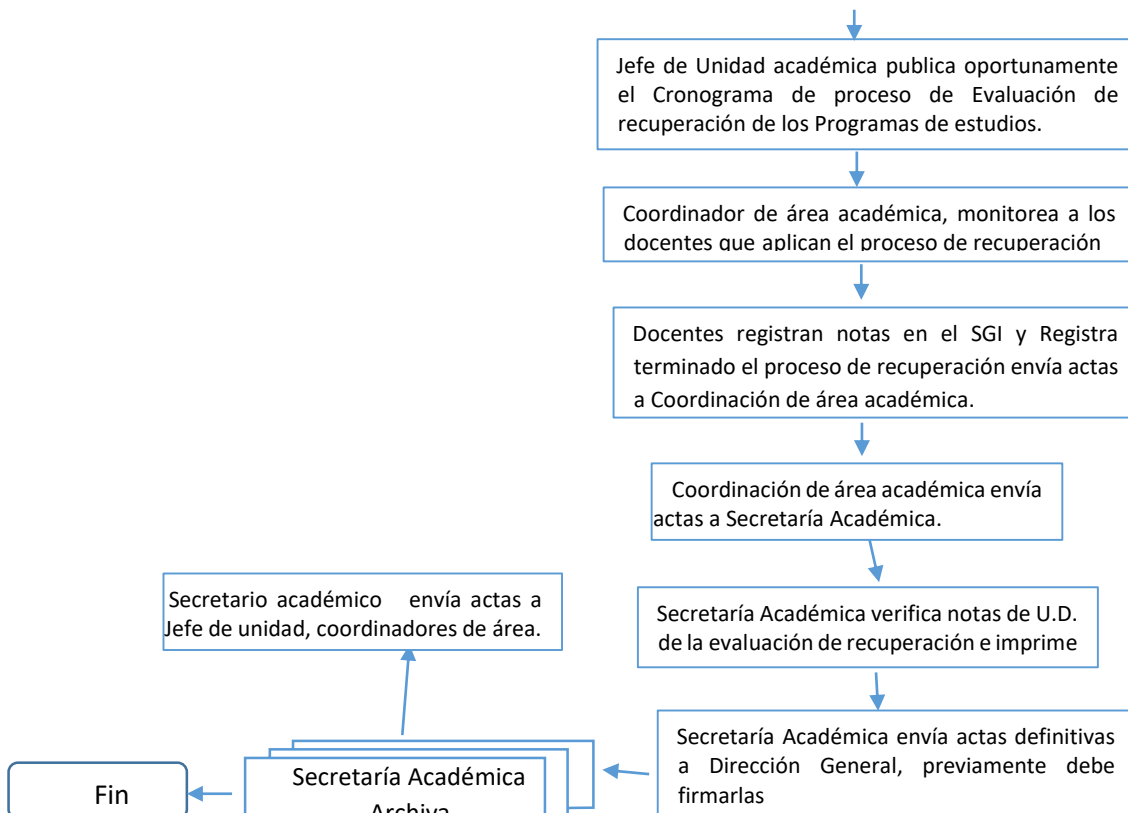 Jefe de Unidad académica publica oportunamente
el Cronograma de proceso de Evaluación de
recuperación de los Programas de estudios.
Coordinador de área académica, monitorea a los
docentes que aplican el proceso de recuperación
Docentes registran notas en el SGI y Registra
terminado el proceso de recuperación envía actas
a Coordinación de área académica.
Coordinación de área académica envía
actas a Secretaría Académica.
Secretaría Académica verifica notas de U.D.
de la evaluación de recuperación e imprime
Secretaría Académica envía actas definitivas
a Dirección General, previamente debe
firmarlas
Secretario académico envía actas a
Jefe de unidad, coordinadores de área.
Secretaría Académica
Archiva
Fin